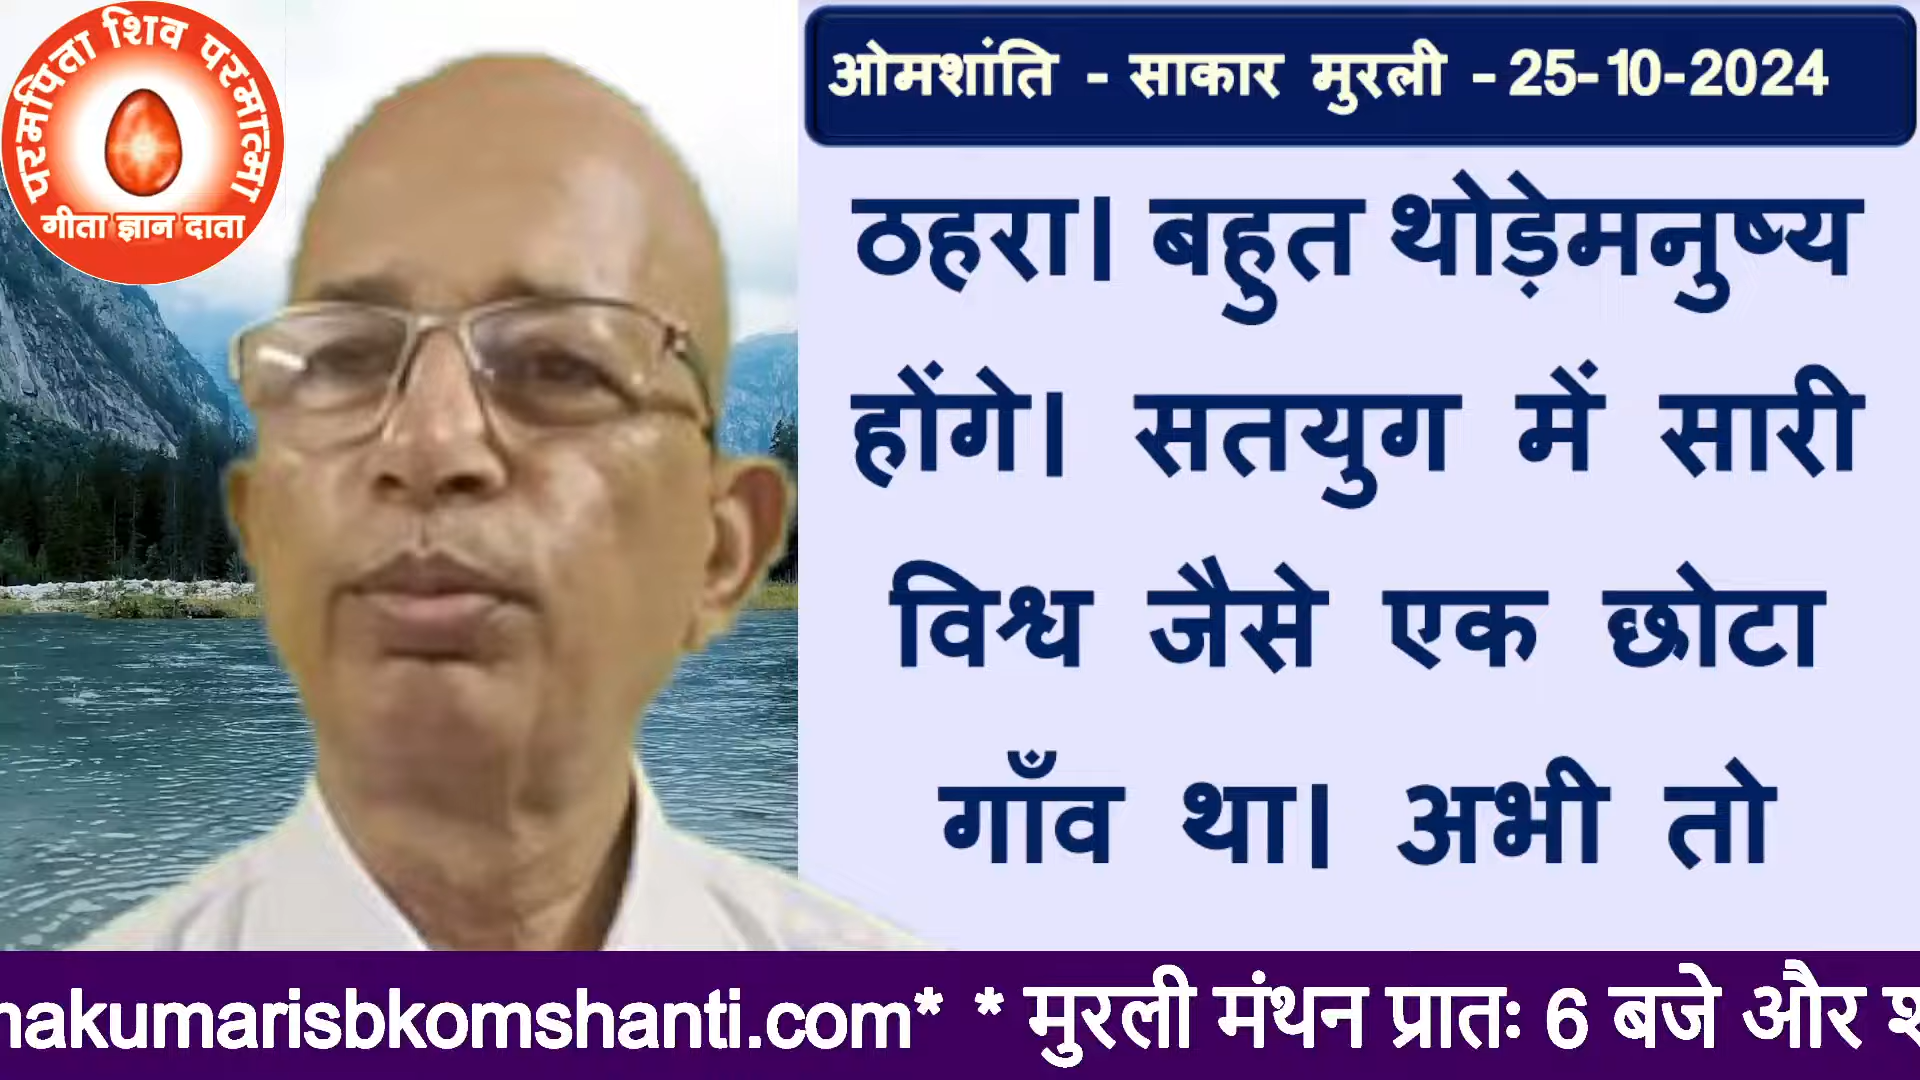 परमपिता शिव परमात्मा
गीता ज्ञान दाता
ओमशांति - साकार मुरली - 25-10-2024
ठहरा। बहुत थोड़ेमनुष्य
होंगे। सतयुग में सारी
विश्व जैसे एक छोटा
गाँव था। अभी तो
makumarisbkomshanti.com* * मुरली मंथन प्रातः 6 बजे और